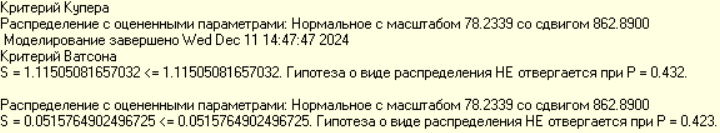 Критерий Купера
Распределение с оцененными параметрами: Нормальное с масштабом 78.2339 со сдвигом 862.8900
Моделирование завершено Wed Dec 11 14:47:47 2024
Критерий Ватсона
S = 1.11505081657032 <= 1.11505081657032. Гипотеза о виде распределения НЕ отвергается при P = 0.432.
Распределение с оцененными параметрами: Нормальное с масштабом 78.2339 со сдвигом 862.8900
S = 0.0515764902496725 <= 0.0515764902496725. Гипотеза о виде распределения НЕ отвергается при P = 0.423.